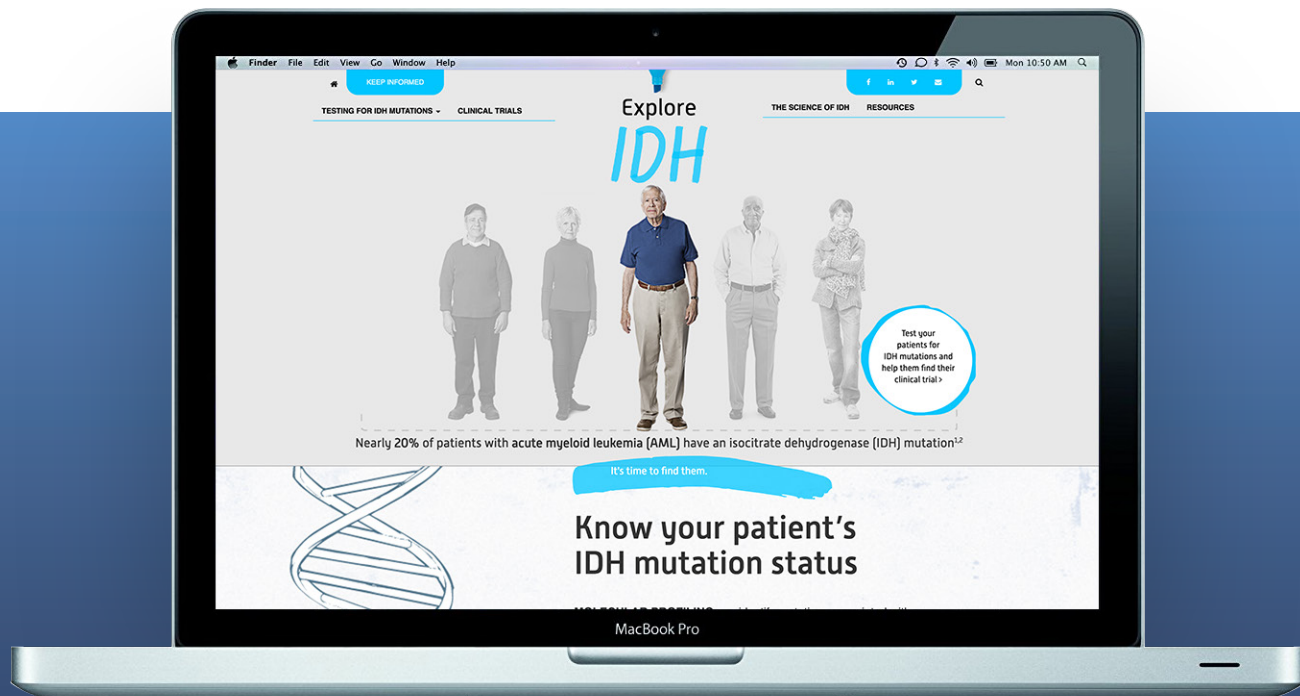 Finder File Edit View Go Window Help Mon 10:50 AM
KEEP INFORMED
TESTING FOR IDH MUTATIONS CLINICAL TRIALS
THE SCIENCE OF IDH RESOURCES
Explore
IDH
Test your
patients for
IDH mutations and
help them find their
clinical trial >
Nearly 20% of patients with acute myeloid leukemia (AML) have an isocitrate dehydrogenase (IDH) mutation1,2
It's time to find them.
Know your patient's
IDH mutation status
MacBook Pro